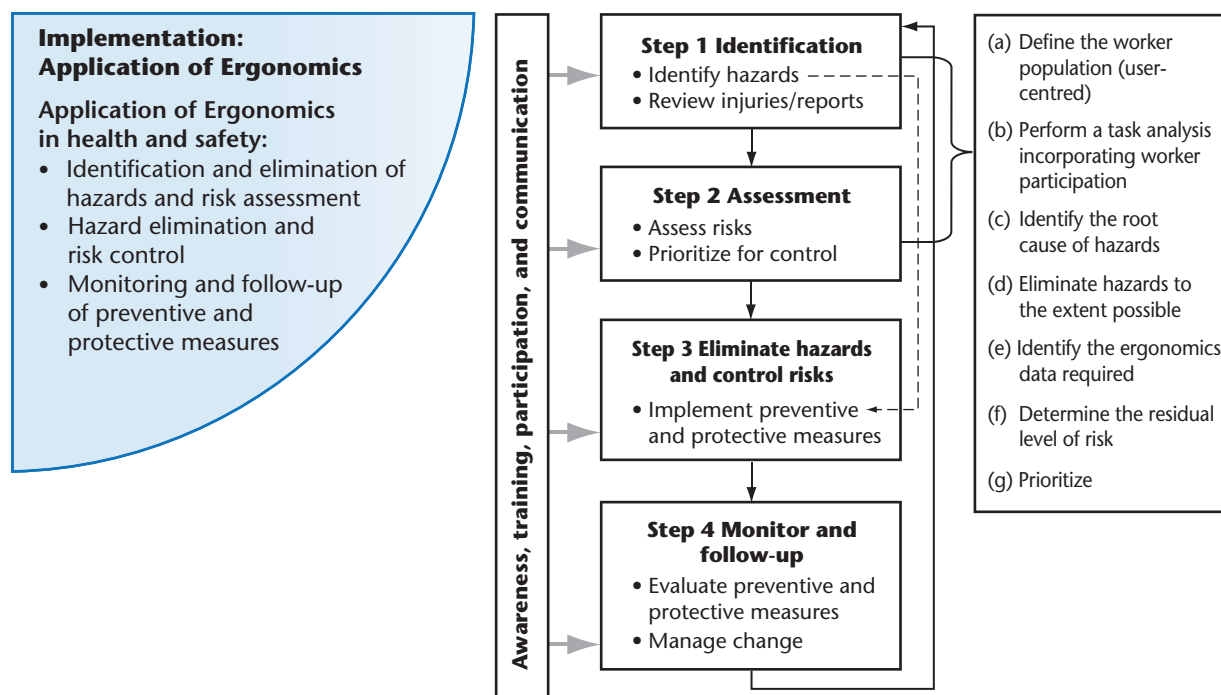 Implementation:
Application of Ergonomics
Application of Ergonomics
in health and safety:
• Identification and elimination of
hazards and risk assessment
• Hazard elimination and
risk control
• Monitoring and follow-up
of preventive and
protective measures
Awareness, training, participation, and communication
Step 1 Identification
• Identify hazards
• Review injuries/reports
Step 2 Assessment
• Assess risks
• Prioritize for control
Step 3 Eliminate hazards
and control risks
• Implement preventive
and protective measures
Step 4 Monitor and
follow-up
• Evaluate preventive and
protective measures
• Manage change
(a) Define the worker
population (user-
centred)
(b) Perform a task analysis
incorporating worker
participation
(c) Identify the root
cause of hazards
(d) Eliminate hazards to
the extent possible
(e) Identify the ergonomics
data required
(f) Determine the residual
level of risk
(g) Prioritize